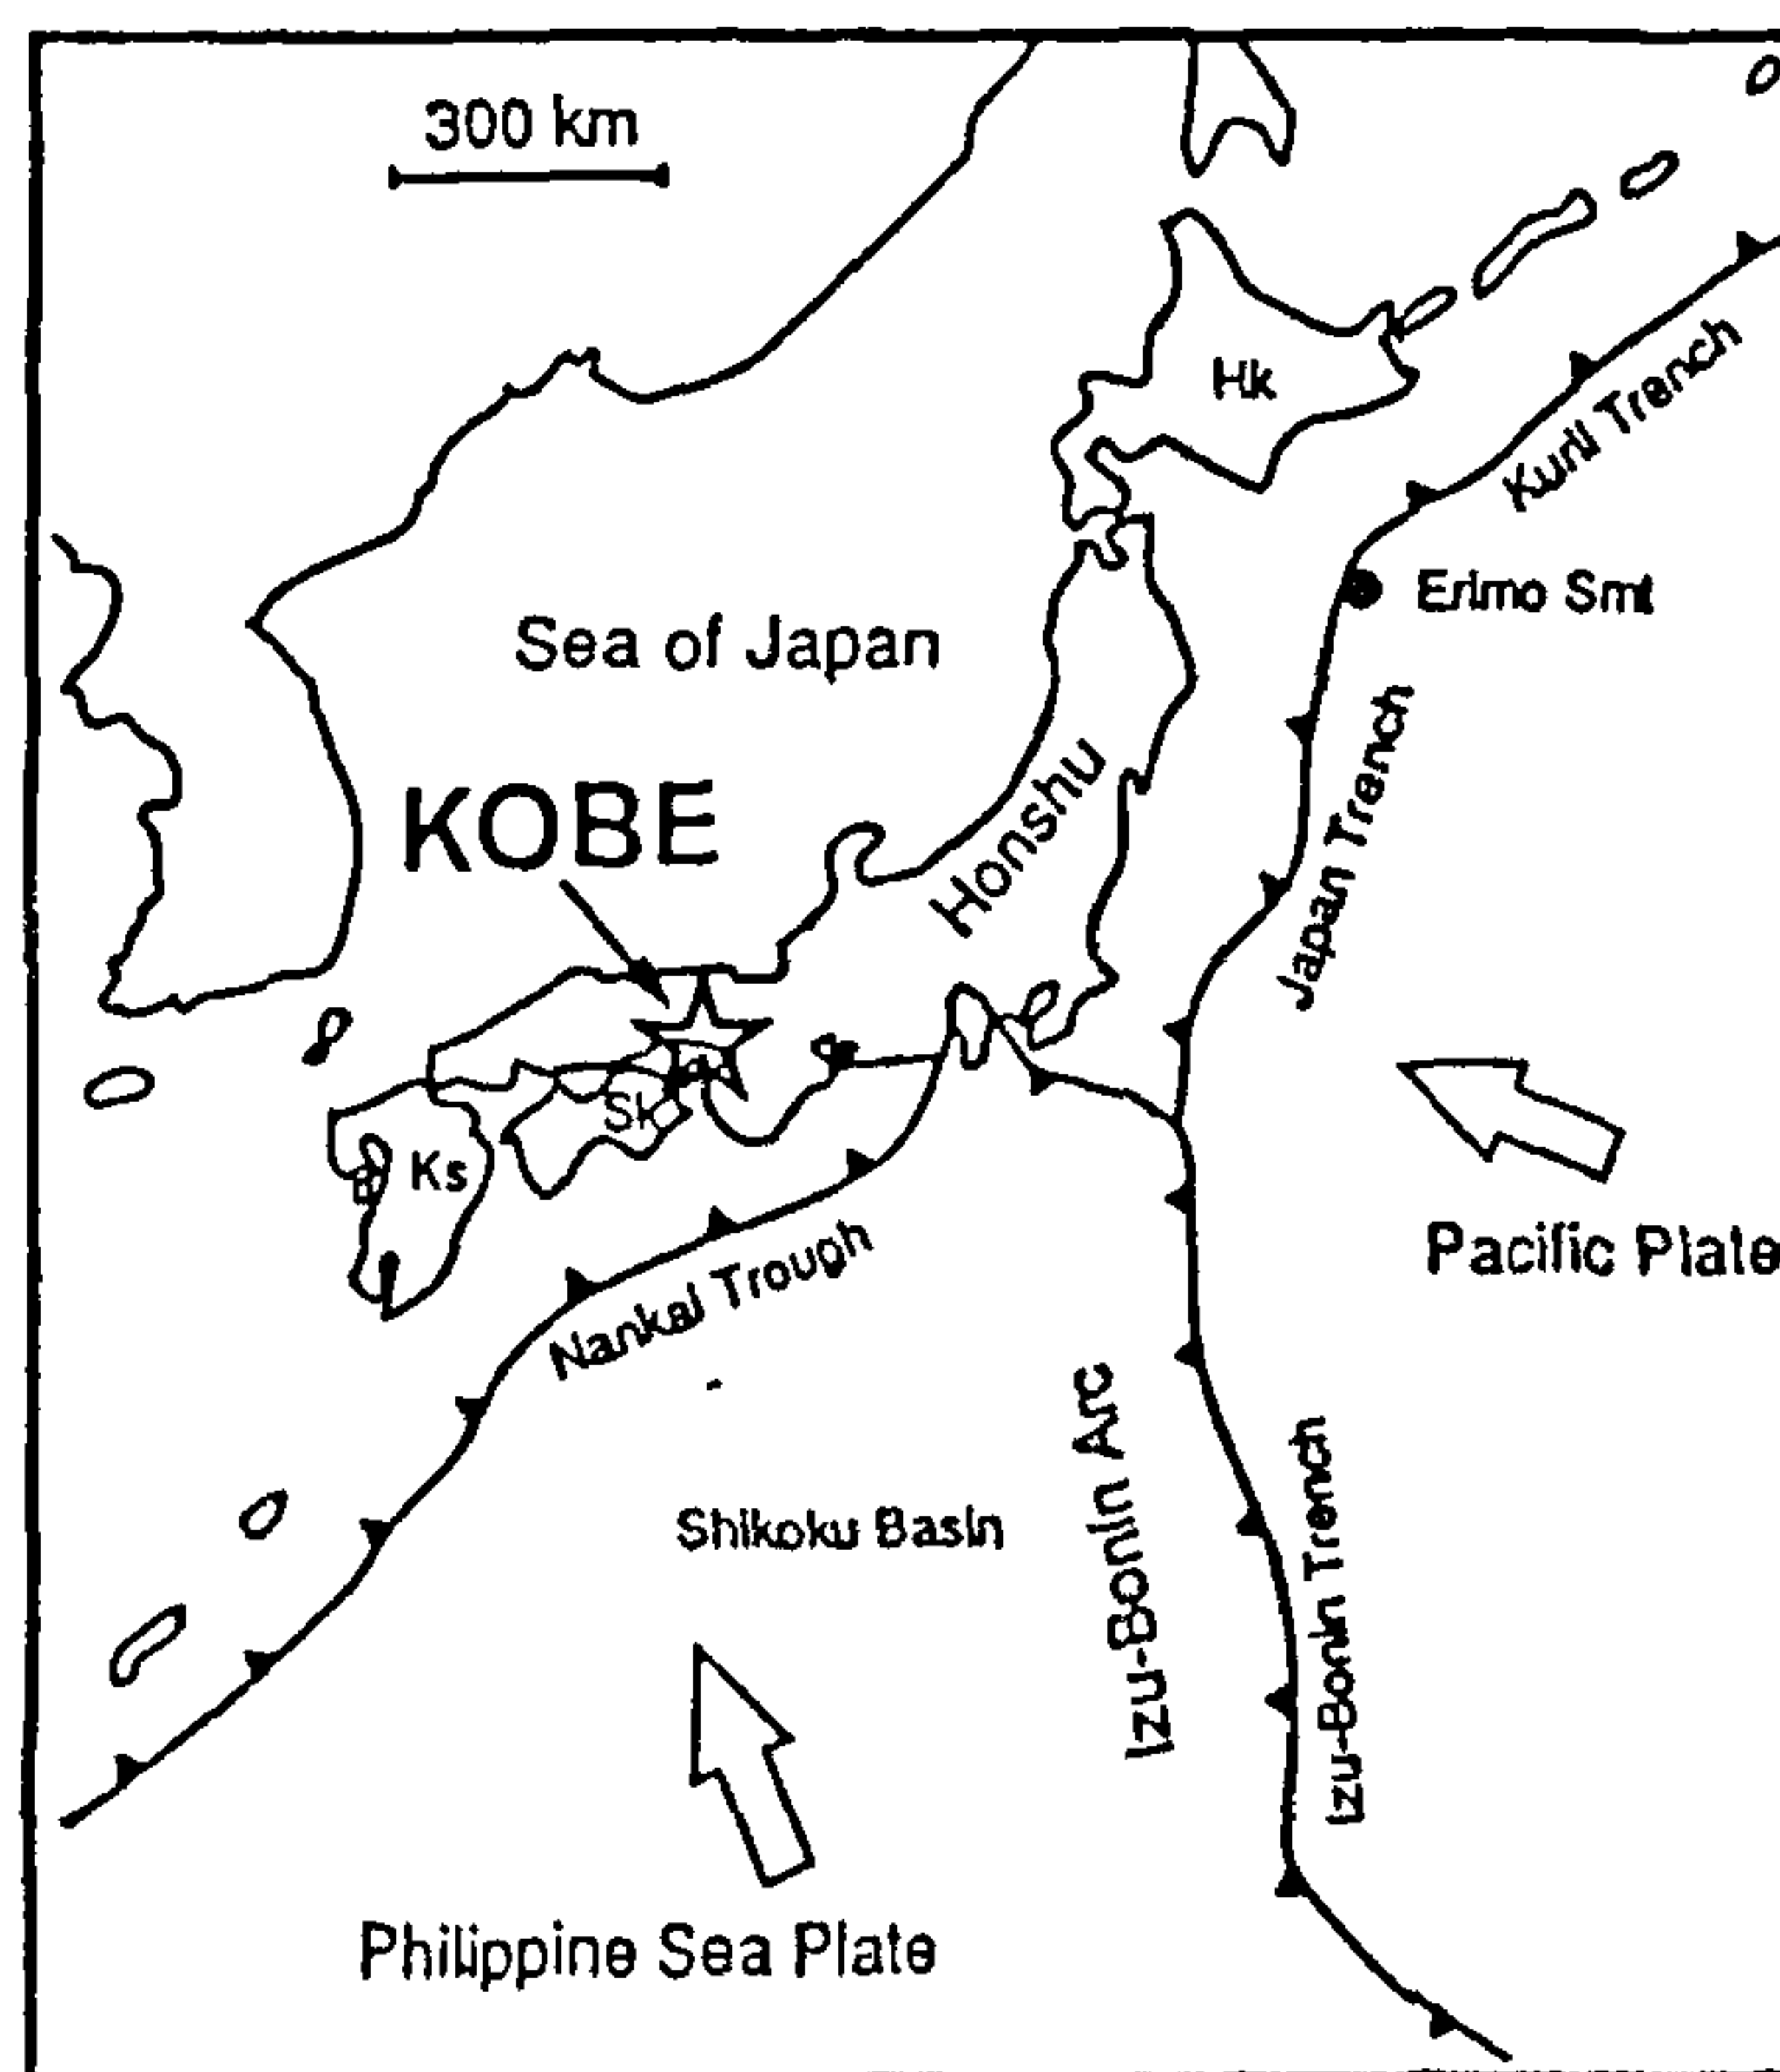 300 km
Hk
Kuril Trench
Erimo Smt
Sea of Japan
Japan Trench
KOBE
Honshu
Sk
Ks
Pacific Plate
Nankai Trough
Izu-Bonin Arc
Izu-Bonin Trench
Shikoku Basin
Philippine Sea Plate